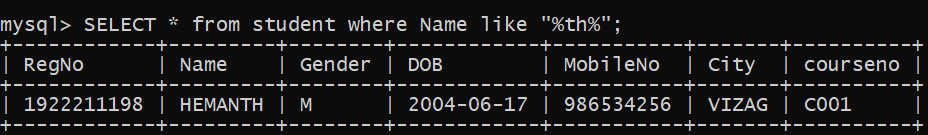 mysql> SELECT * from student where Name like "%th%";
+------------+---------+--------+------------+-----------+-------+----------+
| RegNo      | Name    | Gender | DOB        | MobileNo  | City  | courseno |
+------------+---------+--------+------------+-----------+-------+----------+
| 1922211198 | HEMANTH | M      | 2004-06-17 | 986534256 | VIZAG | C001     |
+------------+---------+--------+------------+-----------+-------+----------+